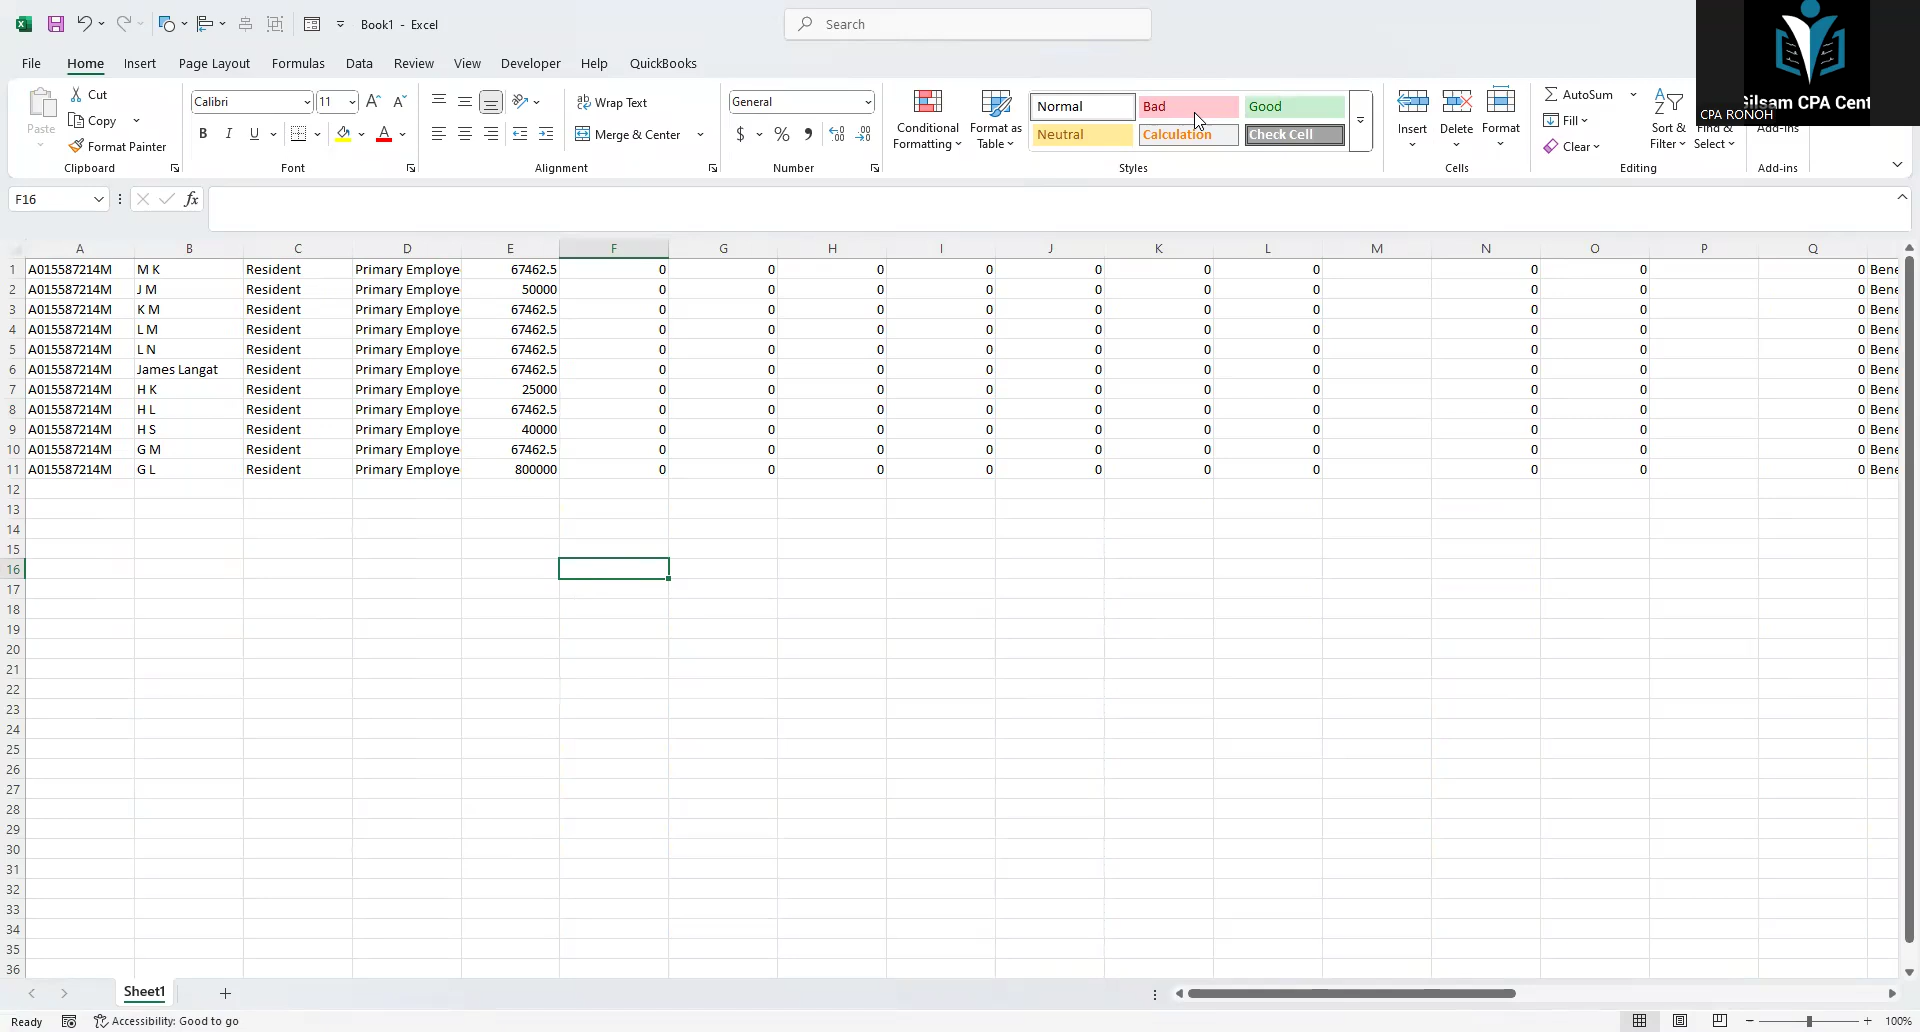 Book1 - Excel
Search
File Home Insert Page Layout Formulas Data Review View Developer Help QuickBooks
Gilsam CPA Cent
CPA RONOH
Paste
Cut
Copy
Format Painter
Clipboard
Calibri 11
B I U
Font
Wrap Text
Merge & Center
Alignment
General
$ % ,
Number
Conditional Formatting
Format as Table
Normal Bad Good
Neutral Calculation Check Cell
Styles
Insert Delete Format
Cells
AutoSum
Fill
Clear
Sort & Filter
Find & Select
Editing
Add-ins
Add-ins
F16 fx
A B C D E F G H I J K L M N O P Q
1 A015587214M M K Resident Primary Employe 67462.5 0 0 0 0 0 0 0 0 0 0 Bene
2 A015587214M J M Resident Primary Employe 50000 0 0 0 0 0 0 0 0 0 0 Bene
3 A015587214M K M Resident Primary Employe 67462.5 0 0 0 0 0 0 0 0 0 0 Bene
4 A015587214M L M Resident Primary Employe 67462.5 0 0 0 0 0 0 0 0 0 0 Bene
5 A015587214M L N Resident Primary Employe 67462.5 0 0 0 0 0 0 0 0 0 0 Bene
6 A015587214M James Langat Resident Primary Employe 67462.5 0 0 0 0 0 0 0 0 0 0 Bene
7 A015587214M H K Resident Primary Employe 25000 0 0 0 0 0 0 0 0 0 0 Bene
8 A015587214M H L Resident Primary Employe 67462.5 0 0 0 0 0 0 0 0 0 0 Bene
9 A015587214M H S Resident Primary Employe 40000 0 0 0 0 0 0 0 0 0 0 Bene
10 A015587214M G M Resident Primary Employe 67462.5 0 0 0 0 0 0 0 0 0 0 Bene
11 A015587214M G L Resident Primary Employe 800000 0 0 0 0 0 0 0 0 0 0 Bene
12
13
14
15
16
17
18
19
20
21
22
23
24
25
26
27
28
29
30
31
32
33
34
35
36
Sheet1
Ready Accessibility: Good to go 100%